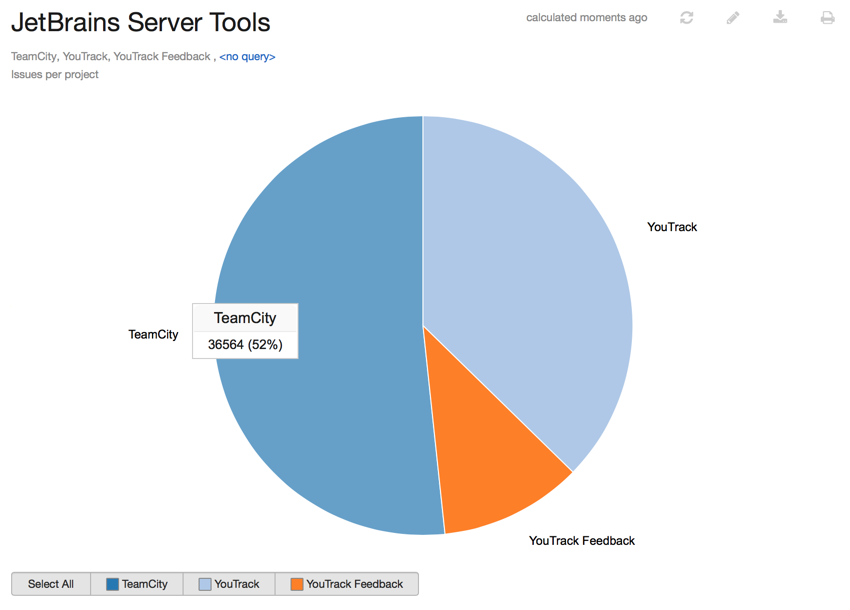 JetBrains Server Tools
calculated moments ago
TeamCity, YouTrack, YouTrack Feedback , <no query>
Issues per project
YouTrack
TeamCity
TeamCity
36564 (52%)
YouTrack Feedback
Select All TeamCity YouTrack YouTrack Feedback